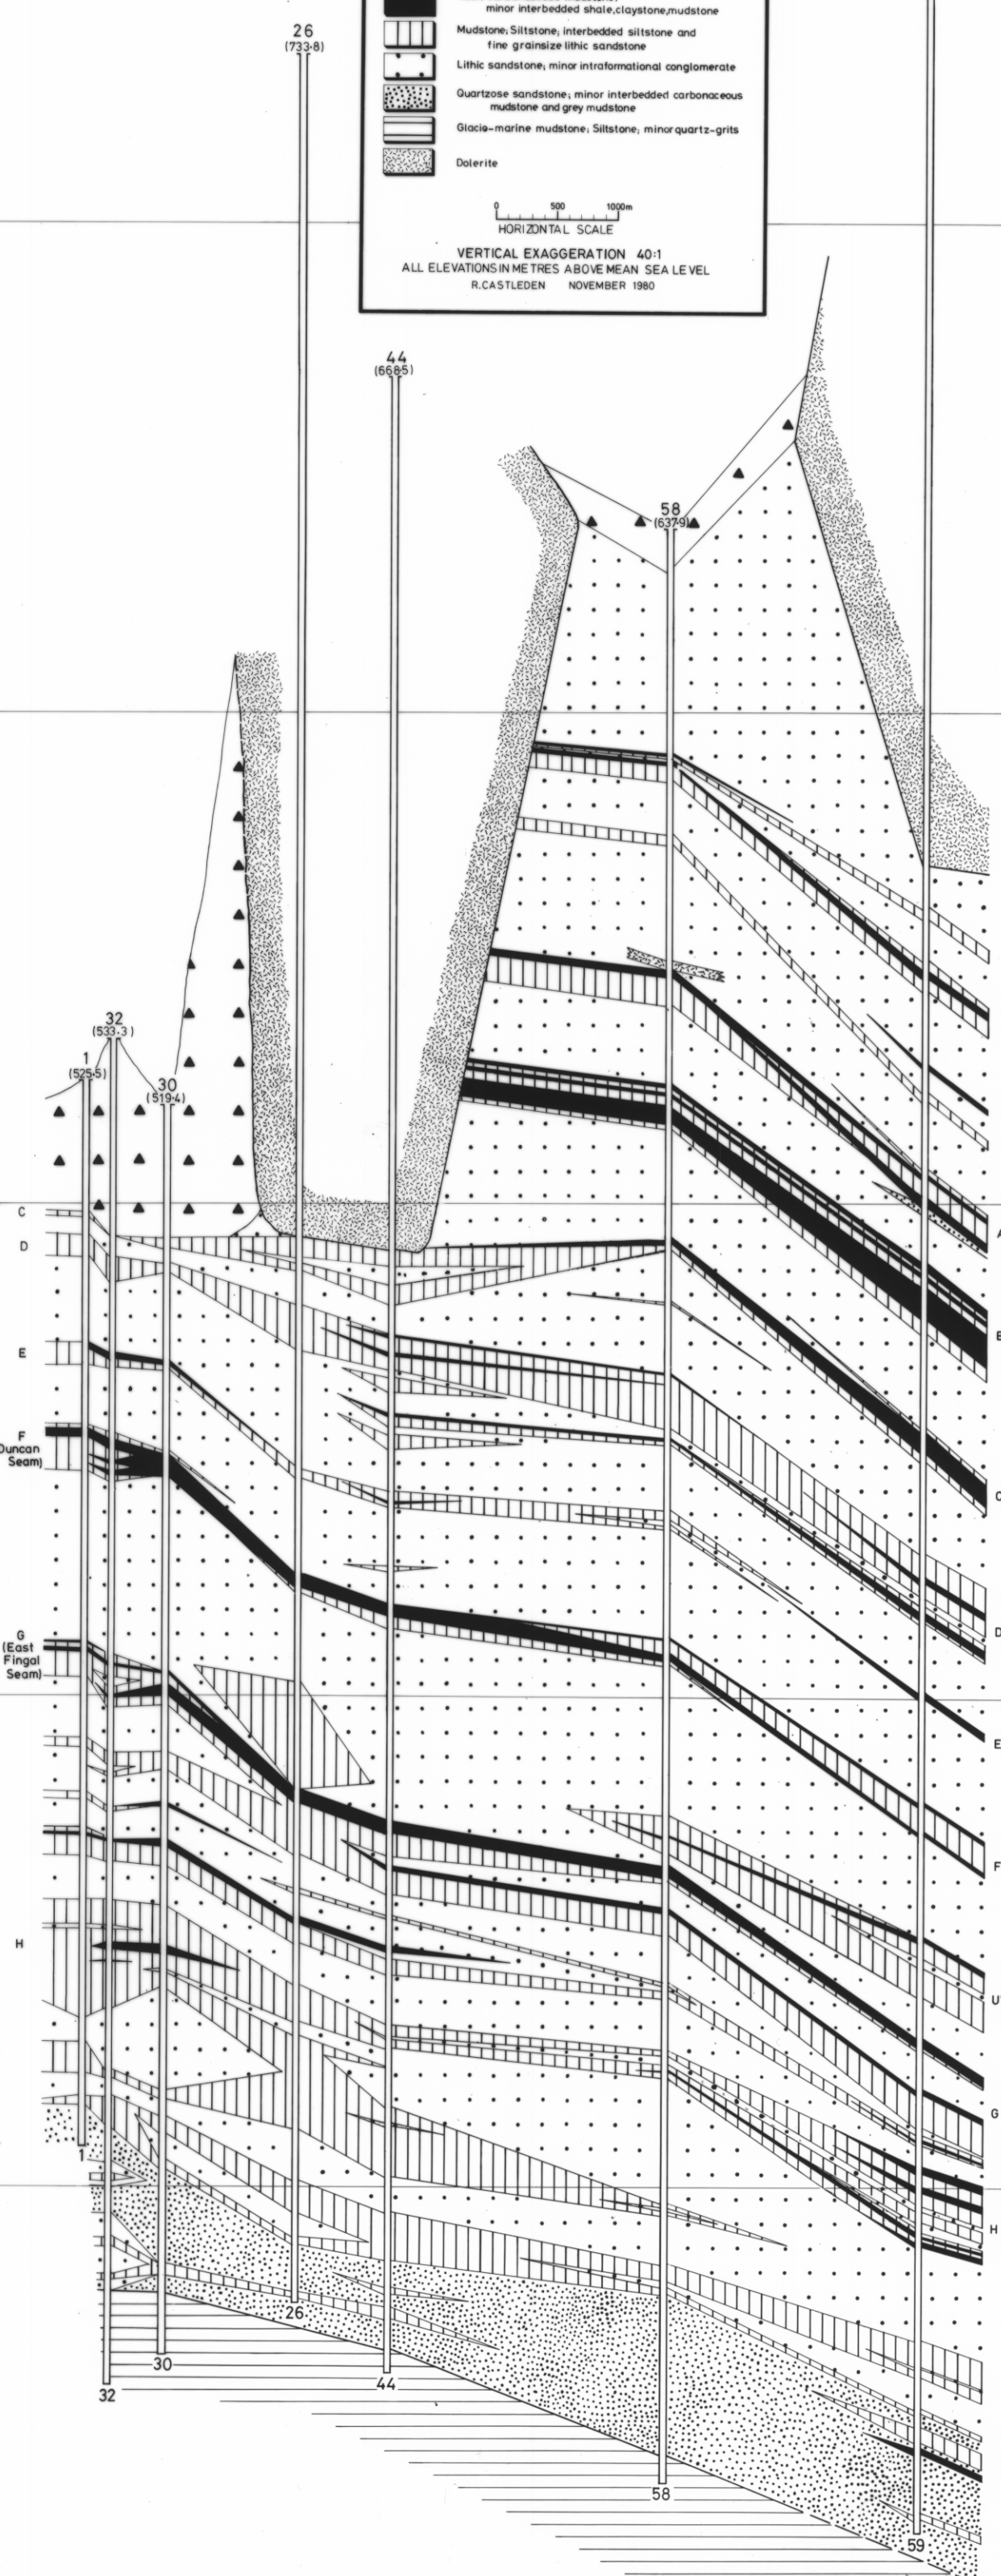 minor interbedded shale,claystone,mudstone
Mudstone; Siltstone; interbedded siltstone and
fine grainsize lithic sandstone
Lithic sandstone; minor intraformational conglomerate
Quartzose sandstone; minor interbedded carbonaceous
mudstone and grey mudstone
Glacio-marine mudstone; Siltstone; minor quartz-grits
Dolerite
0 500 1000m
HORIZONTAL SCALE
VERTICAL EXAGGERATION 40:1
ALL ELEVATIONS IN METRES ABOVE MEAN SEA LEVEL
R.CASTLEDEN NOVEMBER 1980
26
(733·8)
44
(668·5)
58
(637·9)
32
(533·3)
1
(525·5)
30
(519·4)
C
D
E
F
Duncan
Seam)
G
(East
Fingal
Seam)
H
A
B
C
D
E
F
U
G
H
1
26
30
44
32
58
59